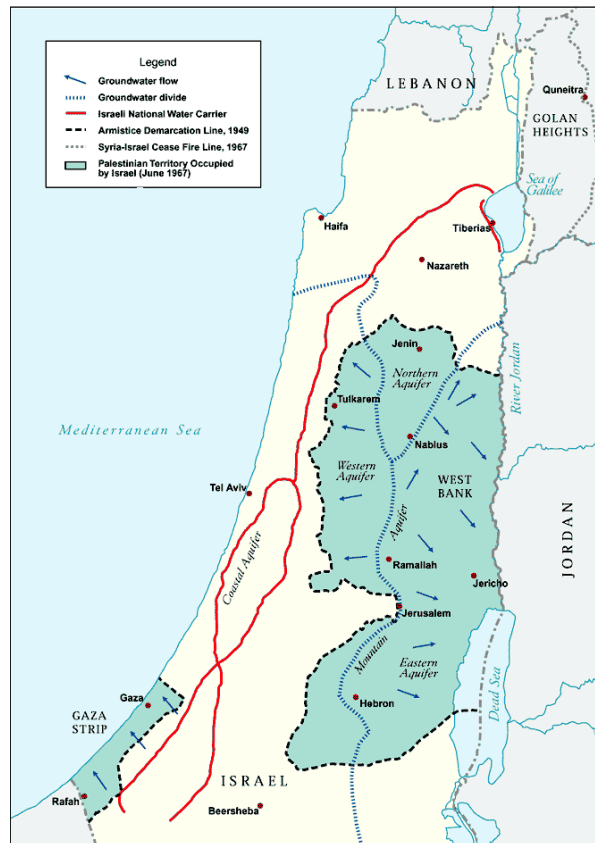 Legend
Groundwater flow
Groundwater divide
Israeli National Water Carrier
Armistice Demarcation Line, 1949
Syria-Israel Cease Fire Line, 1967
Palestinian Territory Occupied
by Israel (June 1967)
LEBANON
Quneitra
GOLAN
HEIGHTS
Sea of
Galilee
Haifa
Tiberias
Nazareth
Jenin
Northern
Aquifer
River Jordan
Tulkarem
Mediterranean Sea
Nablus
Western
Aquifer
WEST
BANK
Tel Aviv
Aquifer
Coastal Aquifer
JORDAN
Ramallah
Jericho
Jerusalem
Mountain
Eastern
Aquifer
Dead Sea
Hebron
Gaza
GAZA
STRIP
ISRAEL
Rafah
Beersheba